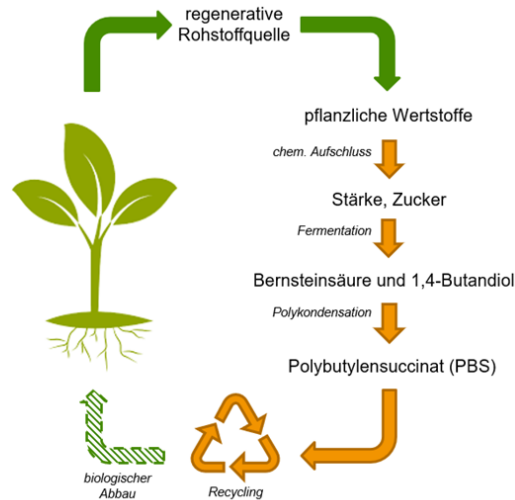 regenerative
Rohstoffquelle
pflanzliche Wertstoffe
chem. Aufschluss
Stärke, Zucker
Fermentation
Bernsteinsäure und 1,4-Butandiol
Polykondensation
Polybutylensuccinat (PBS)
Recycling
biologischer
Abbau